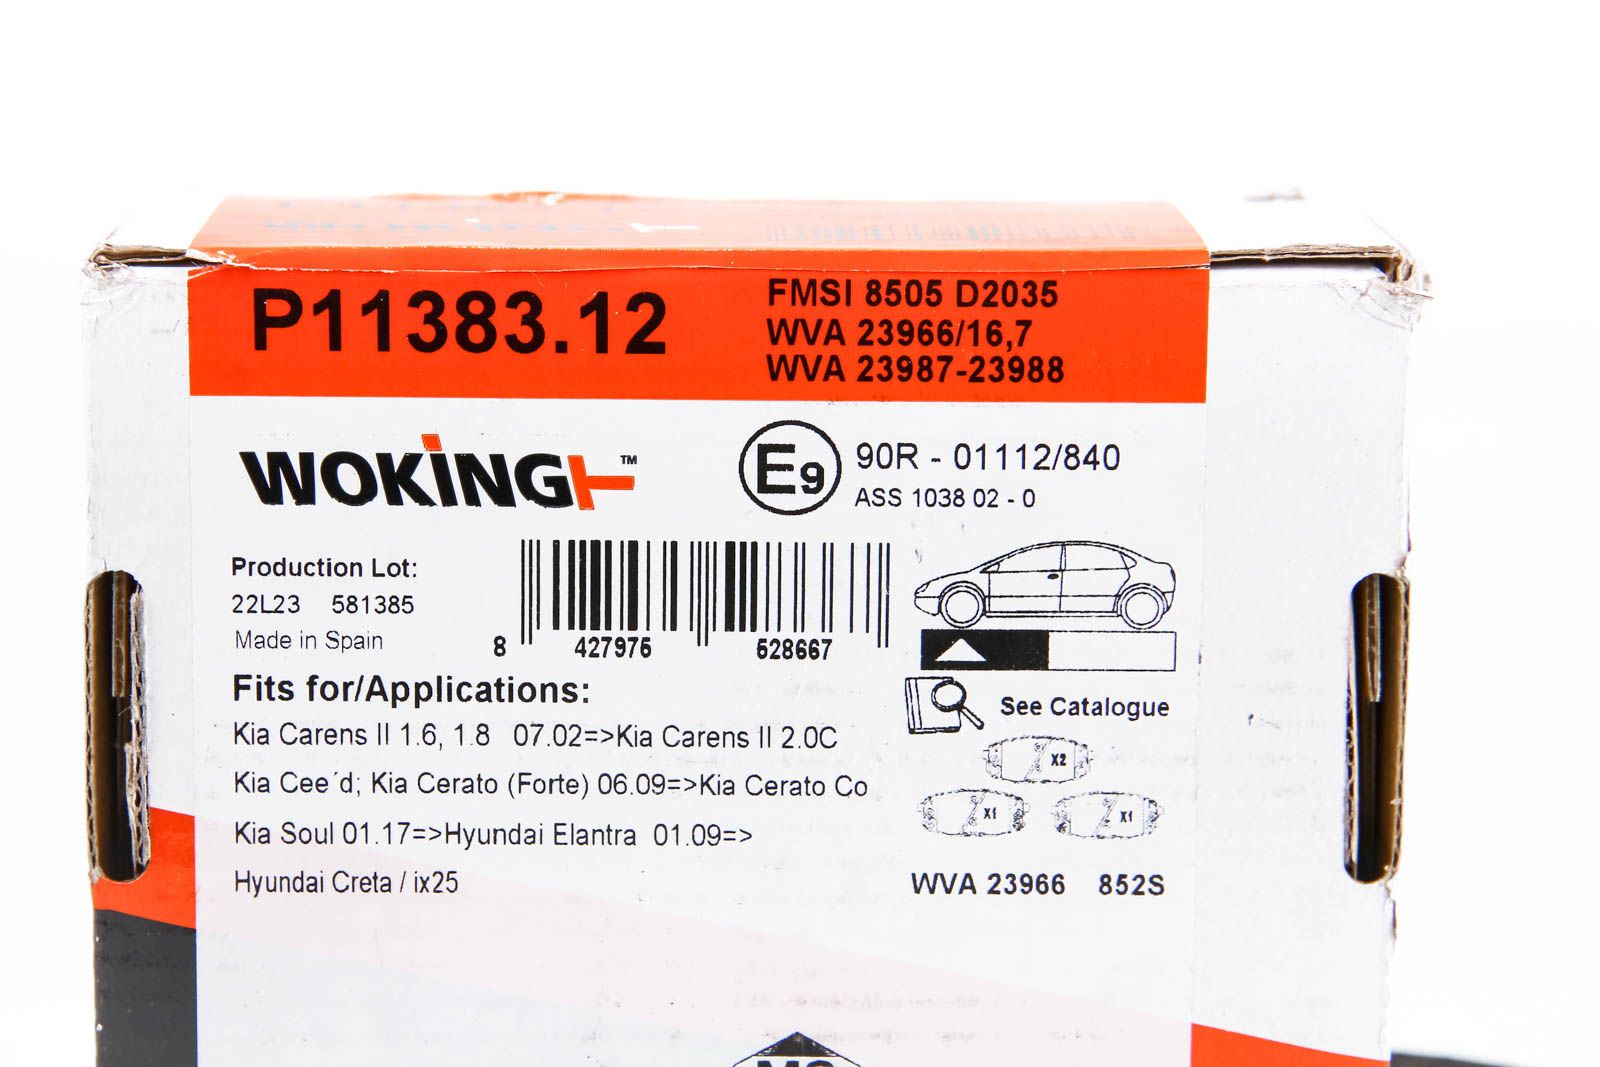 P11383.12
FMSI 8505 D2035
WVA 23966/16,7
WVA 23987-23988
WOKING™
E9
90R - 01112/840
ASS 1038 02 - 0
Production Lot:
22L23 581385
Made in Spain
8 427975 528667
Fits for/Applications:
See Catalogue
Kia Carens II 1.6, 1.8 07.02=>Kia Carens II 2.0C
Kia Cee´d; Kia Cerato (Forte) 06.09=>Kia Cerato Co
Kia Soul 01.17=>Hyundai Elantra 01.09=>
Hyundai Creta / ix25
X2
X1 X1
WVA 23966 852S